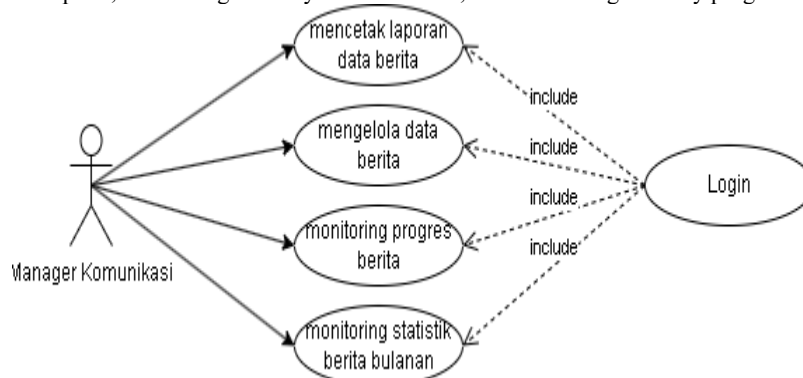 mencetak laporan
data berita
include
mengelola data
berita
include
Login
include
monitoring progres
berita
Manager Komunikasi
include
monitoring statistik
berita bulanan